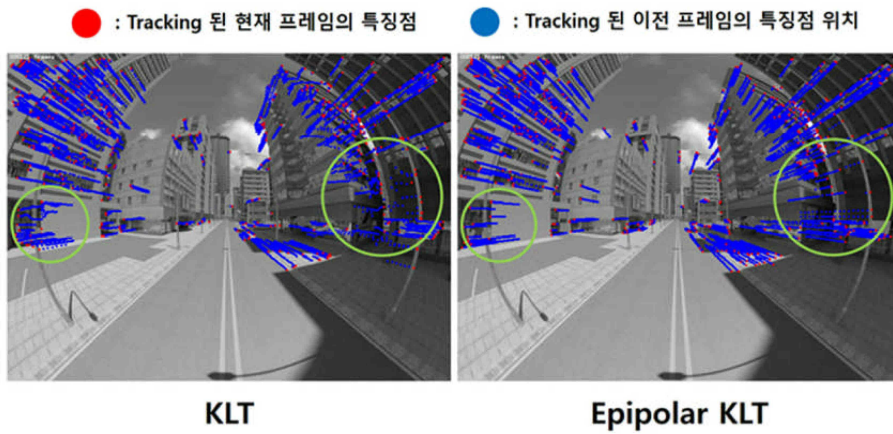 : Tracking 된 현재 프레임의 특징점
: Tracking 된 이전 프레임의 특징점 위치
KLT
Epipolar KLT